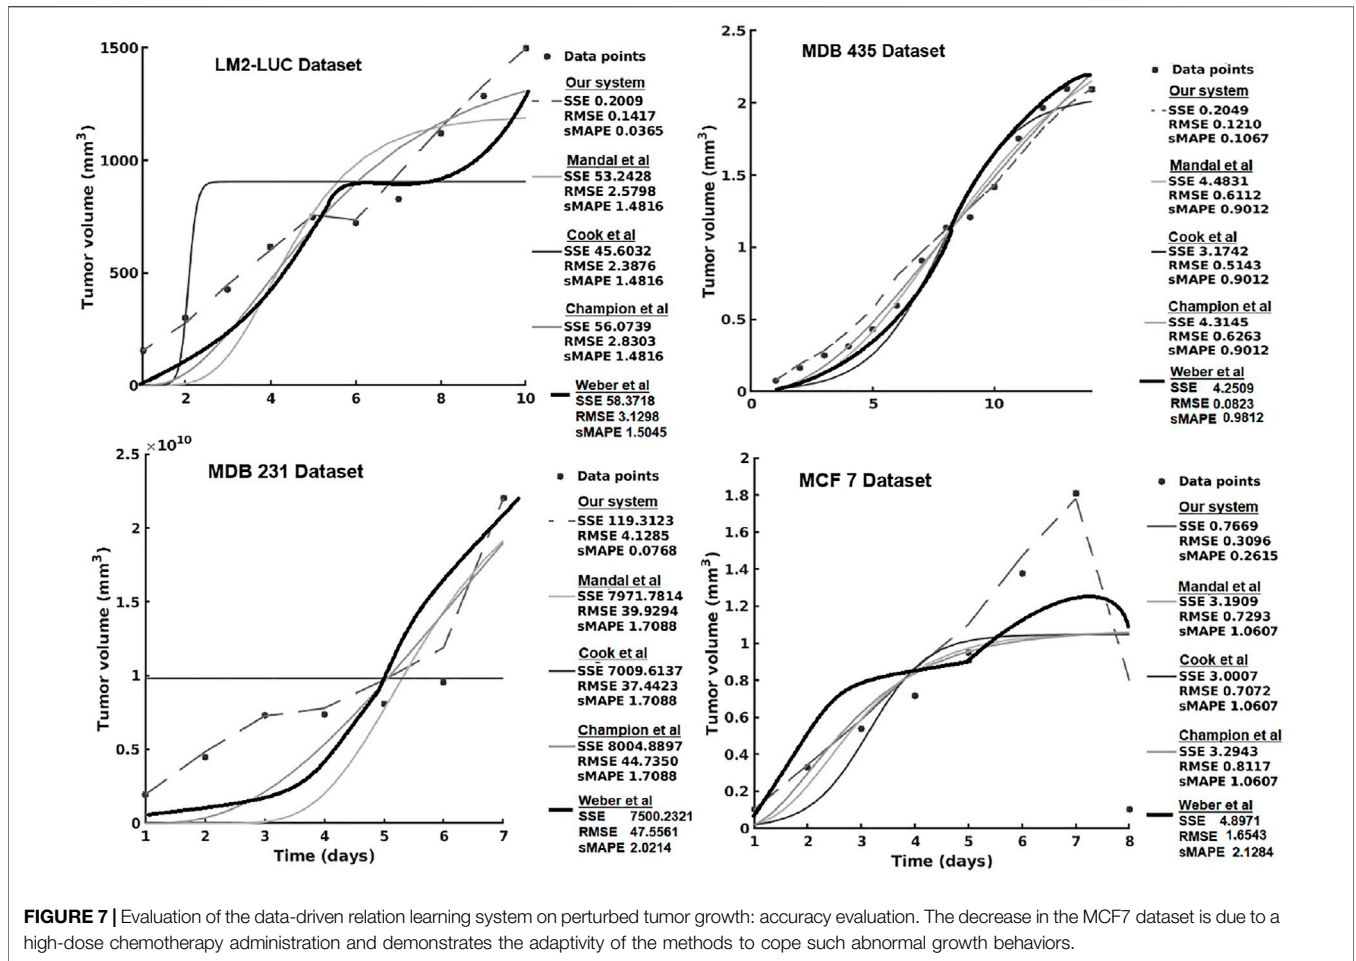 1500
1000
500
0
2
4
6
8
10
Tumor volume (mm³)
LM2-LUC Dataset
Data points
Our system
SSE 0.2009
RMSE 0.1417
sMAPE 0.0365
Mandal et al
SSE 53.2428
RMSE 2.5798
sMAPE 1.4816
Cook et al
SSE 45.6032
RMSE 2.3876
sMAPE 1.4816
Champion et al
SSE 56.0739
RMSE 2.8303
sMAPE 1.4816
Weber et al
SSE 58.3718
RMSE 3.1298
sMAPE 1.5045
2.5
2
1.5
1
0.5
0
0
5
10
Tumor volume (mm³)
MDB 435 Dataset
Data points
Our system
SSE 0.2049
RMSE 0.1210
sMAPE 0.1067
Mandal et al
SSE 4.4831
RMSE 0.6112
sMAPE 0.9012
Cook et al
SSE 3.1742
RMSE 0.5143
sMAPE 0.9012
Champion et al
SSE 4.3145
RMSE 0.6263
sMAPE 0.9012
Weber et al
SSE 4.2509
RMSE 0.0823
sMAPE 0.9812
×10¹⁰
2.5
2
1.5
1
0.5
0
1
2
3
4
5
6
7
Tumor volume (mm³)
Time (days)
MDB 231 Dataset
Data points
Our system
SSE 119.3123
RMSE 4.1285
sMAPE 0.0768
Mandal et al
SSE 7971.7814
RMSE 39.9294
sMAPE 1.7088
Cook et al
SSE 7009.6137
RMSE 37.4423
sMAPE 1.7088
Champion et al
SSE 8004.8897
RMSE 44.7350
sMAPE 1.7088
Weber et al
SSE 7500.2321
RMSE 47.5561
sMAPE 2.0214
2
1.8
1.6
1.4
1.2
1
0.8
0.6
0.4
0.2
0
1
2
3
4
5
6
7
8
Tumor volume (mm³)
Time (days)
MCF 7 Dataset
Data points
Our system
SSE 0.7669
RMSE 0.3096
sMAPE 0.2615
Mandal et al
SSE 3.1909
RMSE 0.7293
sMAPE 1.0607
Cook et al
SSE 3.0007
RMSE 0.7072
sMAPE 1.0607
Champion et al
SSE 3.2943
RMSE 0.8117
sMAPE 1.0607
Weber et al
SSE 4.8971
RMSE 1.6543
sMAPE 2.1284
FIGURE 7 | Evaluation of the data-driven relation learning system on perturbed tumor growth: accuracy evaluation. The decrease in the MCF7 dataset is due to a
high-dose chemotherapy administration and demonstrates the adaptivity of the methods to cope such abnormal growth behaviors.